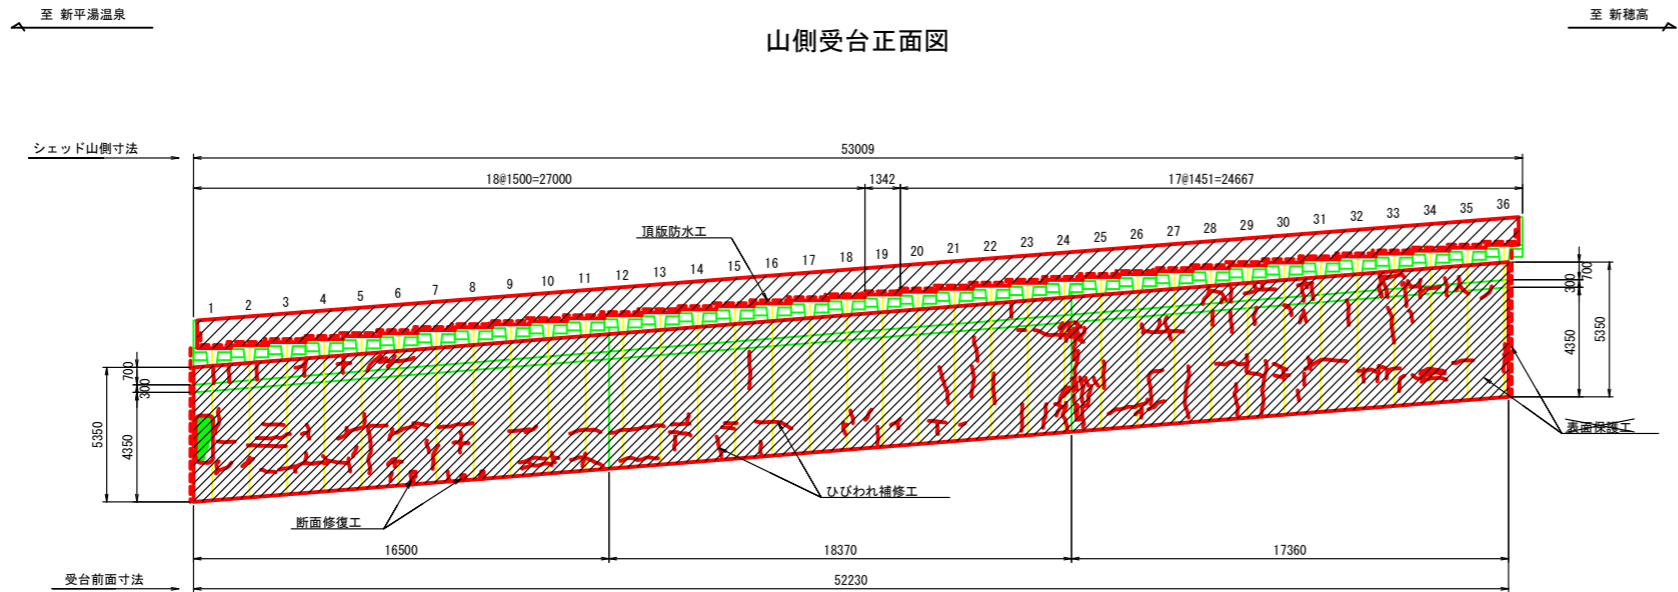 至 新平湯温泉
至 新穂高
山側受台正面図
シェッド山側寸法
53009
18@1500=27000
1342
17@1451=24667
頂版防水工
1 2 3 4 5 6 7 8 9 10 11 12 13 14 15 16 17 18 19 20 21 22 23 24 25 26 27 28 29 30 31 32 33 34 35 36
700
300
4350
5350
700
300
4350
5350
表面保護工
ひびわれ補修工
断面修復工
16500
18370
17360
受台前面寸法
52230